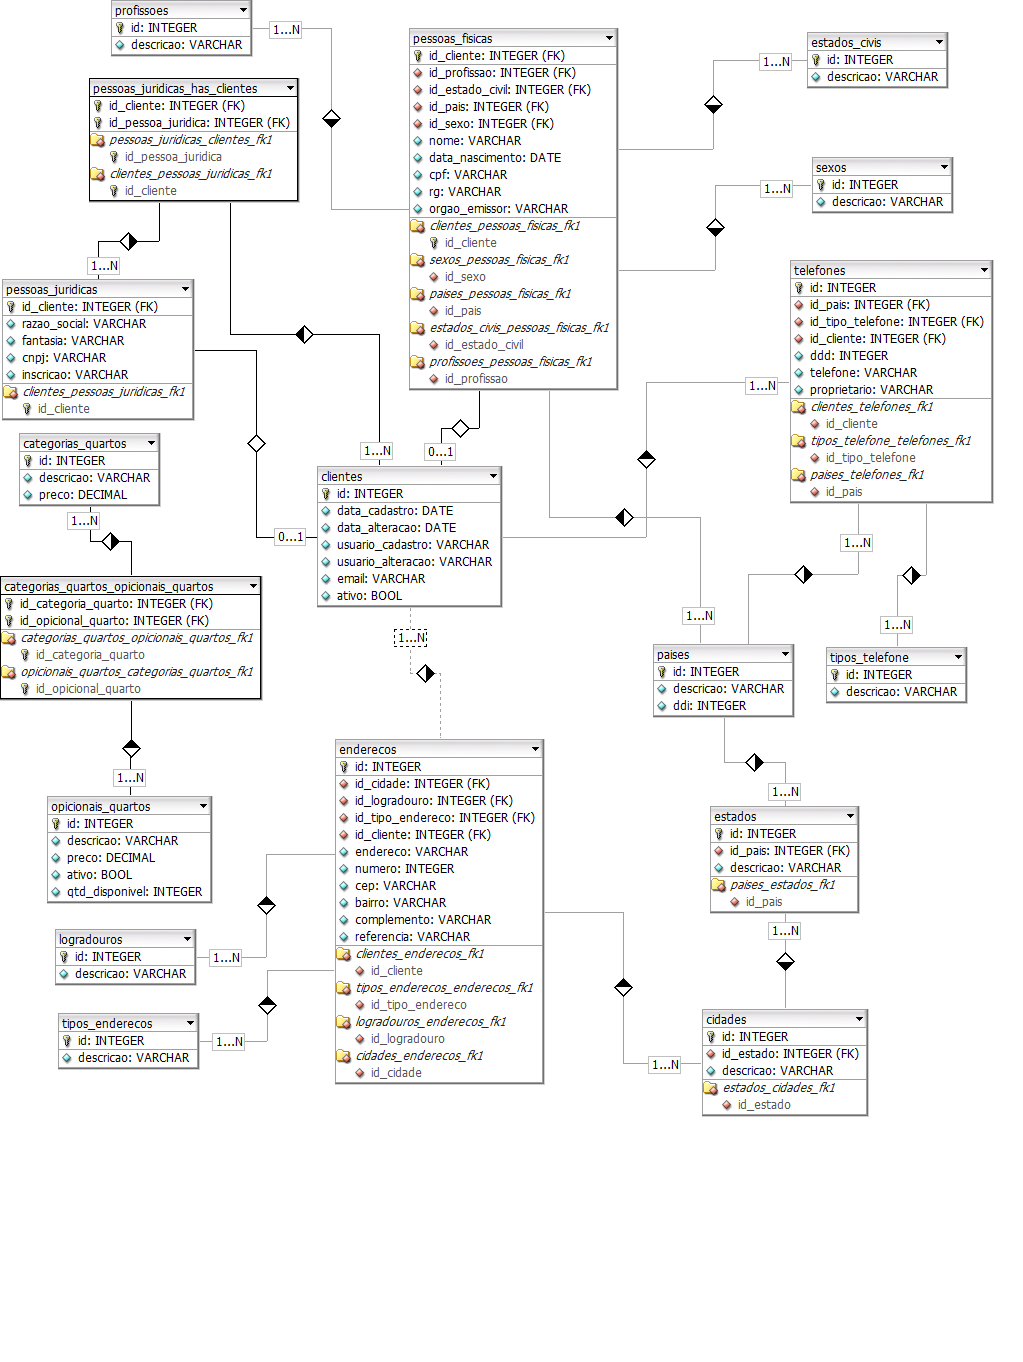 profissoes
id: INTEGER
descricao: VARCHAR
1...N
pessoas_juridicas_has_clientes
id_cliente: INTEGER (FK)
id_pessoa_juridica: INTEGER (FK)
pessoas_juridicas_clientes_fk1
id_pessoa_juridica
clientes_pessoas_juridicas_fk1
id_cliente
1...N
pessoas_fisicas
id_cliente: INTEGER (FK)
id_profissao: INTEGER (FK)
id_estado_civil: INTEGER (FK)
id_pais: INTEGER (FK)
id_sexo: INTEGER (FK)
nome: VARCHAR
data_nascimento: DATE
cpf: VARCHAR
rg: VARCHAR
orgao_emissor: VARCHAR
clientes_pessoas_fisicas_fk1
id_cliente
sexos_pessoas_fisicas_fk1
id_sexo
paises_pessoas_fisicas_fk1
id_pais
estados_civis_pessoas_fisicas_fk1
id_estado_civil
profissoes_pessoas_fisicas_fk1
id_profissao
1...N
estados_civis
id: INTEGER
descricao: VARCHAR
1...N
sexos
id: INTEGER
descricao: VARCHAR
telefones
id: INTEGER
id_pais: INTEGER (FK)
id_tipo_telefone: INTEGER (FK)
id_cliente: INTEGER (FK)
ddd: INTEGER
telefone: VARCHAR
proprietario: VARCHAR
clientes_telefones_fk1
id_cliente
tipos_telefone_telefones_fk1
id_tipo_telefone
paises_telefones_fk1
id_pais
1...N
pessoas_juridicas
id_cliente: INTEGER (FK)
razao_social: VARCHAR
fantasia: VARCHAR
cnpj: VARCHAR
inscricao: VARCHAR
clientes_pessoas_juridicas_fk1
id_cliente
1...N
0...1
0...1
clientes
id: INTEGER
data_cadastro: DATE
data_alteracao: DATE
usuario_cadastro: VARCHAR
usuario_alteracao: VARCHAR
email: VARCHAR
ativo: BOOL
categorias_quartos
id: INTEGER
descricao: VARCHAR
preco: DECIMAL
1...N
categorias_quartos_opicionais_quartos
id_categoria_quarto: INTEGER (FK)
id_opicional_quarto: INTEGER (FK)
categorias_quartos_opicionais_quartos_fk1
id_categoria_quarto
opicionais_quartos_categorias_quartos_fk1
id_opicional_quarto
1...N
1...N
1...N
1...N
paises
id: INTEGER
descricao: VARCHAR
ddi: INTEGER
tipos_telefone
id: INTEGER
descricao: VARCHAR
1...N
opicionais_quartos
id: INTEGER
descricao: VARCHAR
preco: DECIMAL
ativo: BOOL
qtd_disponivel: INTEGER
enderecos
id: INTEGER
id_cidade: INTEGER (FK)
id_logradouro: INTEGER (FK)
id_tipo_endereco: INTEGER (FK)
id_cliente: INTEGER (FK)
endereco: VARCHAR
numero: INTEGER
cep: VARCHAR
bairro: VARCHAR
complemento: VARCHAR
referencia: VARCHAR
clientes_enderecos_fk1
id_cliente
tipos_enderecos_enderecos_fk1
id_tipo_endereco
logradouros_enderecos_fk1
id_logradouro
cidades_enderecos_fk1
id_cidade
1...N
estados
id: INTEGER
id_pais: INTEGER (FK)
descricao: VARCHAR
paises_estados_fk1
id_pais
1...N
logradouros
id: INTEGER
descricao: VARCHAR
1...N
tipos_enderecos
id: INTEGER
descricao: VARCHAR
1...N
1...N
cidades
id: INTEGER
id_estado: INTEGER (FK)
descricao: VARCHAR
estados_cidades_fk1
id_estado